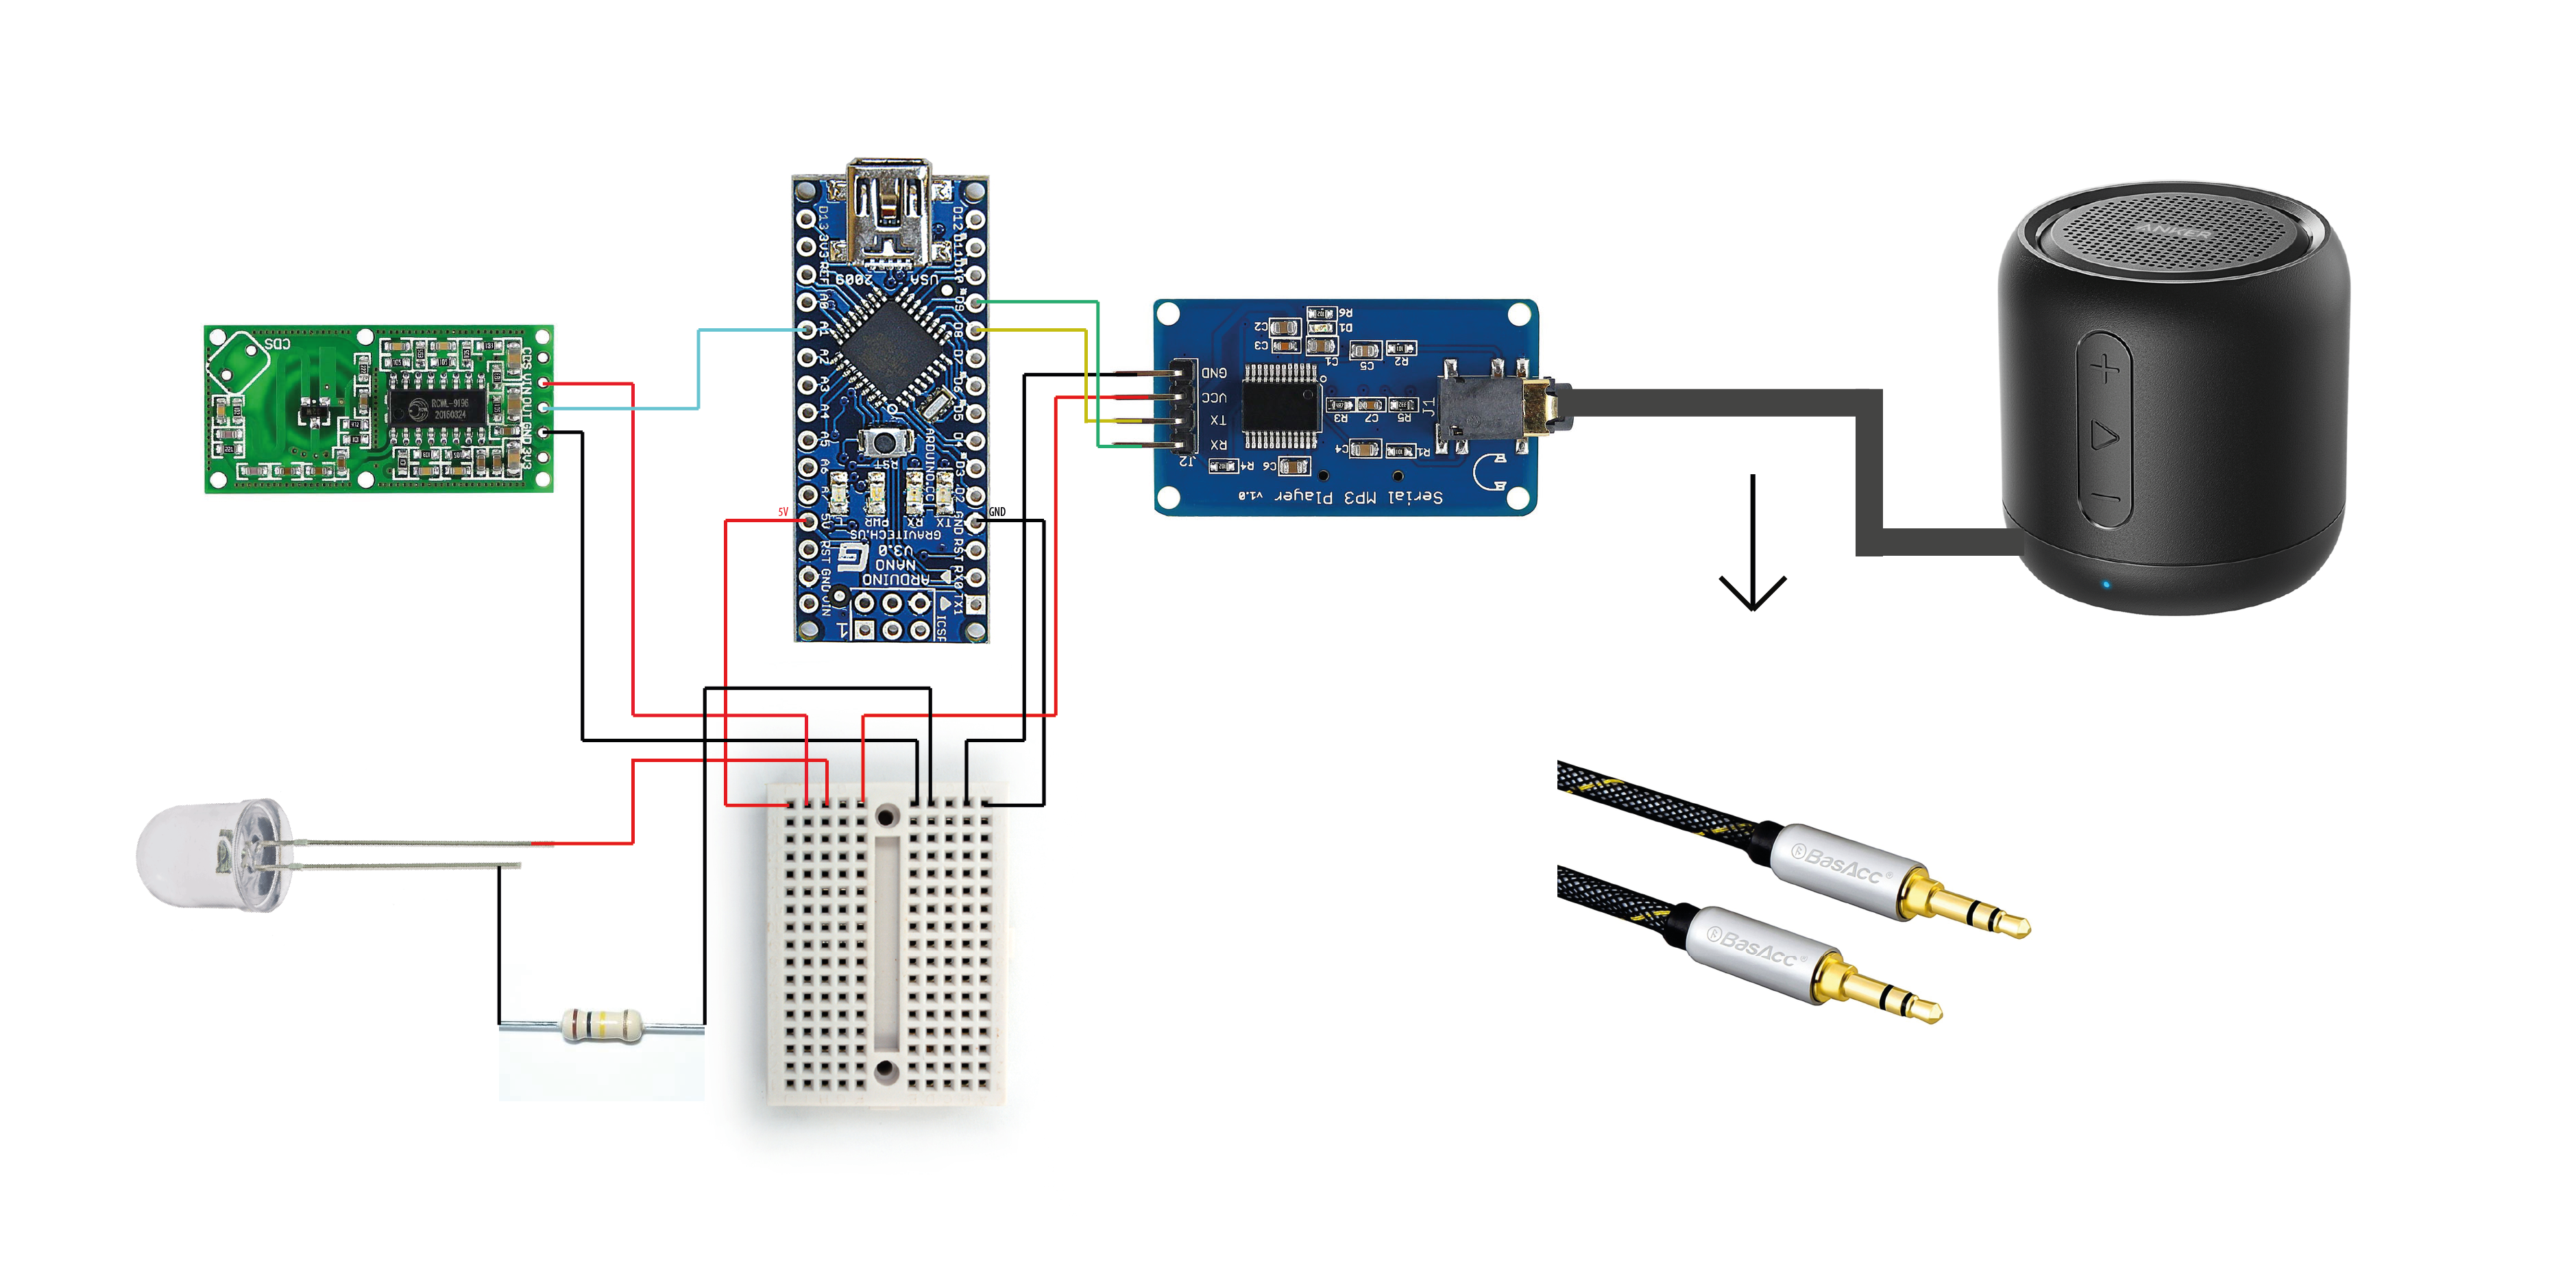 CDS
CDS
VIN
OUT
GND
3V3
RCWL-9196
20160324
D13
3V3
REF
A0
A1
A2
A3
A4
A5
A6
A7
5V
RST
GND
VIN
D12
D11
D10
D9
D8
D7
D6
D5
D4
D3
D2
GND
RST
RX0
TX1
USA
2009
RST
ARDUINO.CC
TX
RX
PWR
L
GRAVITECH.US
V3.0
NANO
ARDUINO
ICSP
1
5V
GND
R6
C2
D1
C3
C1
C5
R2
GND
VCC
TX
RX
J2
J1
R3
C7
R5
C4
R1
R4
C6
Serial MP3 Player v1.0
ANKER
BasAcc®
BasAcc®